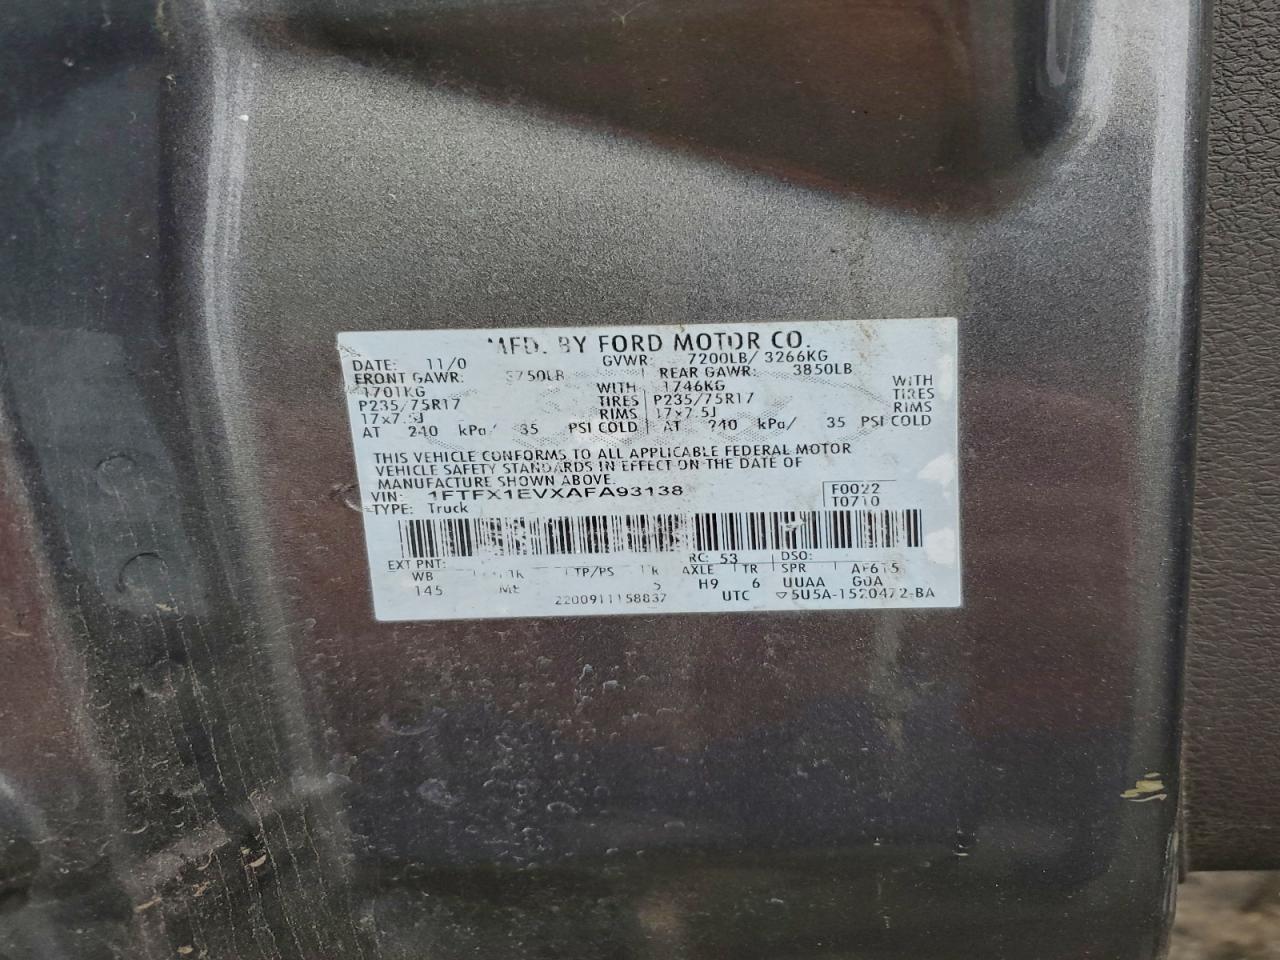 MFD. BY FORD MOTOR CO.
DATE: 11/0 GVWR: 7200LB/ 3266KG
FRONT GAWR: 3750LB WITH REAR GAWR: 3850LB WITH
1701KG TIRES 1746KG TIRES
P235/75R17 RIMS P235/75R17 RIMS
17x7.5J 17x7.5J
AT 240 kPa/ 35 PSI COLD AT 240 kPa/ 35 PSI COLD
THIS VEHICLE CONFORMS TO ALL APPLICABLE FEDERAL MOTOR
VEHICLE SAFETY STANDARDS IN EFFECT ON THE DATE OF
MANUFACTURE SHOWN ABOVE.
VIN: 1FTFX1EVXAFA93138 F0022
TYPE: Truck T0710
EXT PNT: RC: 53 DSO:
WB TP/PS AXLE TR SPR
145 5 H9 6 UUAA G0A
2200911158837 UTC 5U5A-1520472-BA